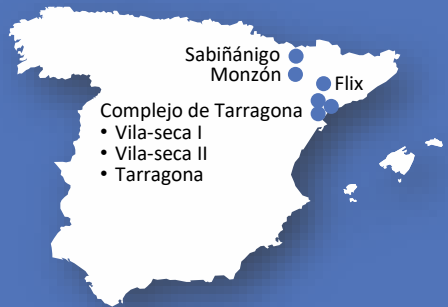 Sabiñánigo
Monzón
Flix
Complejo de Tarragona
• Vila-seca I
• Vila-seca II
• Tarragona